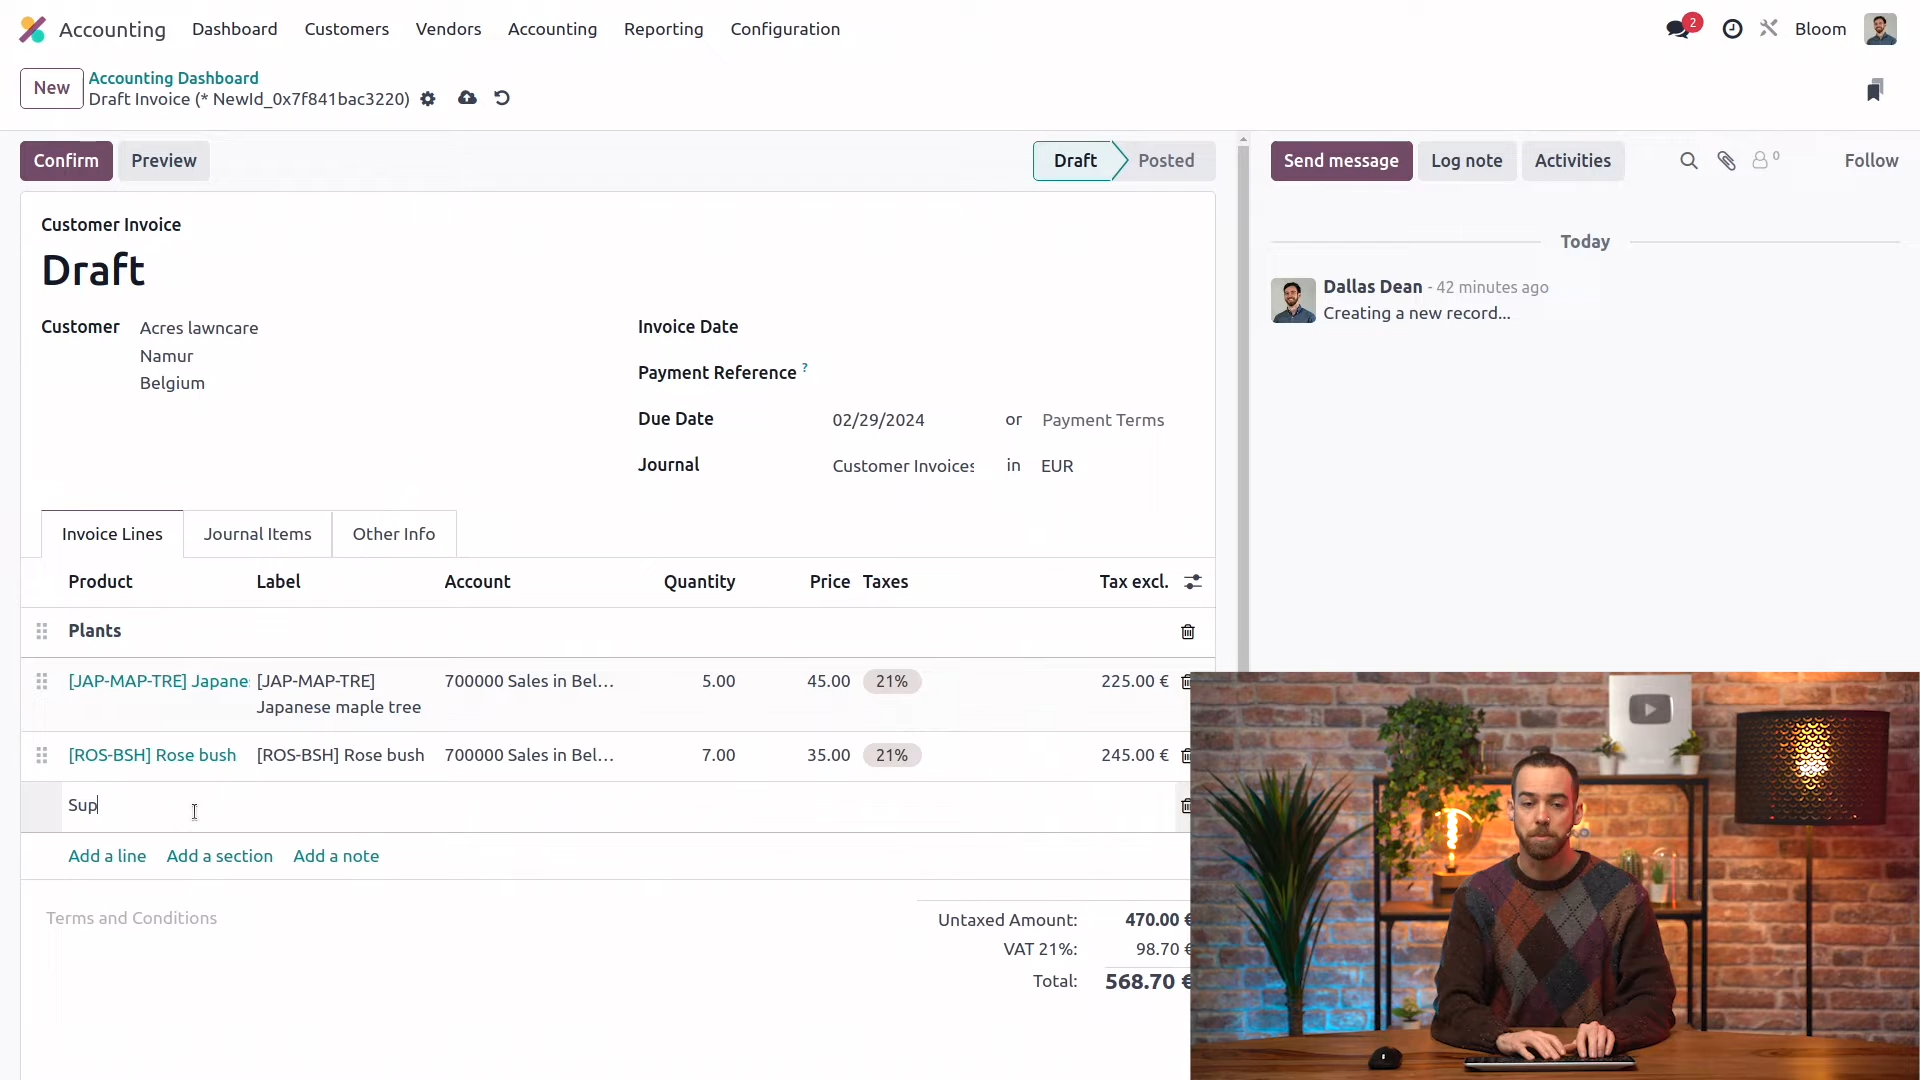 Accounting Dashboard Customers Vendors Accounting Reporting Configuration 2 Bloom
New Accounting Dashboard
Draft Invoice (* NewId_0x7f841bac3220)
Confirm Preview Draft Posted Send message Log note Activities 0 Follow
Customer Invoice
Draft
Today
Dallas Dean - 42 minutes ago
Creating a new record...
Customer Acres lawncare
Namur
Belgium
Invoice Date
Payment Reference ?
Due Date 02/29/2024 or Payment Terms
Journal Customer Invoices in EUR
Invoice Lines Journal Items Other Info
Product Label Account Quantity Price Taxes Tax excl.
Plants
[JAP-MAP-TRE] Japane [JAP-MAP-TRE] 700000 Sales in Bel... 5.00 45.00 21% 225.00 €
Japanese maple tree
[ROS-BSH] Rose bush [ROS-BSH] Rose bush 700000 Sales in Bel... 7.00 35.00 21% 245.00 €
Sup
Add a line Add a section Add a note
Terms and Conditions
Untaxed Amount: 470.00 €
VAT 21%: 98.70 €
Total: 568.70 €